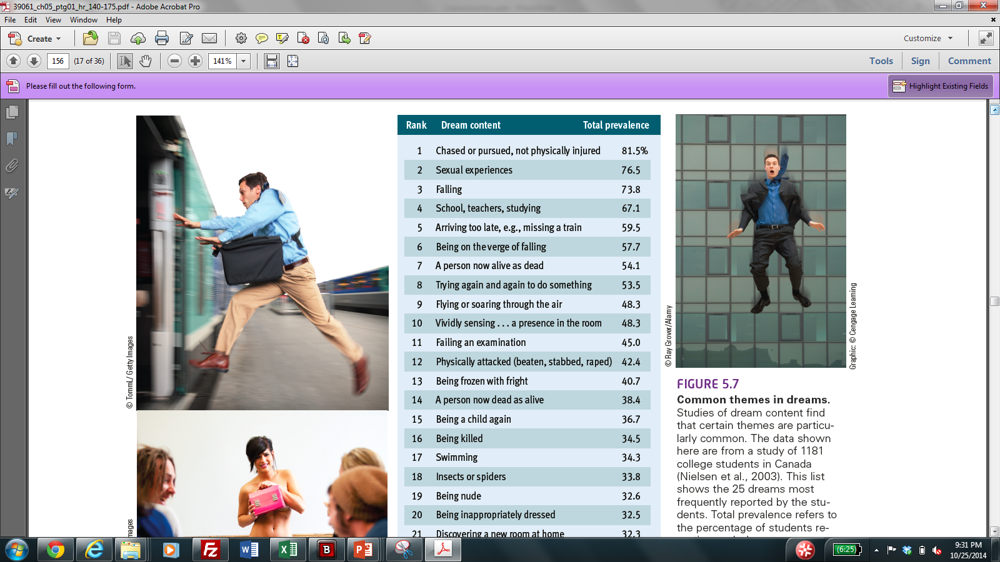 39061_ch05_ptg01_hr_140-175.pdf - Adobe Acrobat Pro
File Edit View Window Help
Create
Customize
156 (17 of 36) 141%
Tools Sign Comment
Please fill out the following form.
Highlight Existing Fields
© TommL/ Getty Images
Rank Dream content Total prevalence
1 Chased or pursued, not physically injured 81.5%
2 Sexual experiences 76.5
3 Falling 73.8
4 School, teachers, studying 67.1
5 Arriving too late, e.g., missing a train 59.5
6 Being on the verge of falling 57.7
7 A person now alive as dead 54.1
8 Trying again and again to do something 53.5
9 Flying or soaring through the air 48.3
10 Vividly sensing . . . a presence in the room 48.3
11 Failing an examination 45.0
12 Physically attacked (beaten, stabbed, raped) 42.4
13 Being frozen with fright 40.7
14 A person now dead as alive 38.4
15 Being a child again 36.7
16 Being killed 34.5
17 Swimming 34.3
18 Insects or spiders 33.8
19 Being nude 32.6
20 Being inappropriately dressed 32.5
21 Discovering a new room at home 32.3
© Ray Grover/Alamy
Graphic: © Cengage Learning
FIGURE 5.7
Common themes in dreams.
Studies of dream content find
that certain themes are particu-
larly common. The data shown
here are from a study of 1181
college students in Canada
(Nielsen et al., 2003). This list
shows the 25 dreams most
frequently reported by the stu-
dents. Total prevalence refers to
the percentage of students re-
(6:25)
9:31 PM
10/25/2014